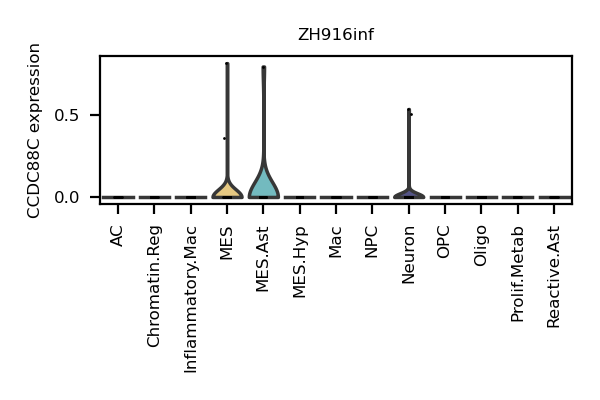 ZH916inf
CCDC88C expression
0.5
0.0
AC
Chromatin.Reg
Inflammatory.Mac
MES
MES.Ast
MES.Hyp
Mac
NPC
Neuron
OPC
Oligo
Prolif.Metab
Reactive.Ast